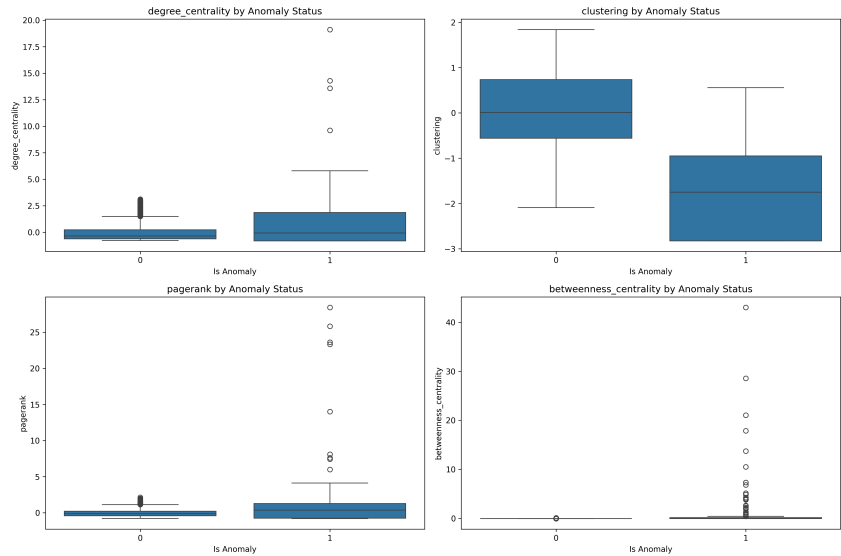 degree_centrality by Anomaly Status
degree_centrality
20.0
17.5
15.0
12.5
10.0
7.5
5.0
2.5
0.0
0
1
Is Anomaly
clustering by Anomaly Status
clustering
2
1
0
−1
−2
−3
0
1
Is Anomaly
pagerank by Anomaly Status
pagerank
25
20
15
10
5
0
0
1
Is Anomaly
betweenness_centrality by Anomaly Status
betweenness_centrality
40
30
20
10
0
0
1
Is Anomaly